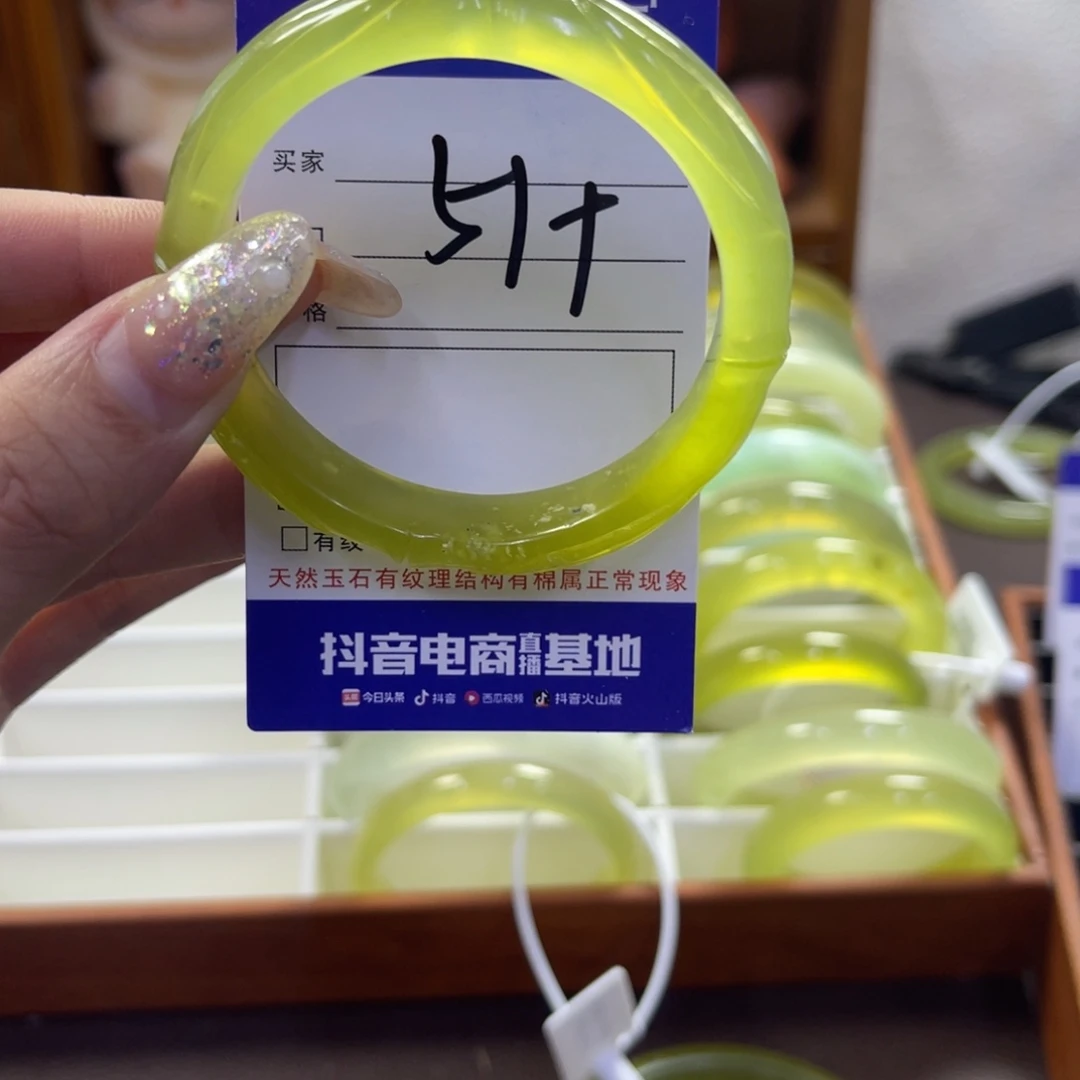 买家
格
有纹
天然玉石有纹理结构有棉属正常现象
抖音电商直播基地
头条 今日头条 抖音 西瓜视频 抖音火山版